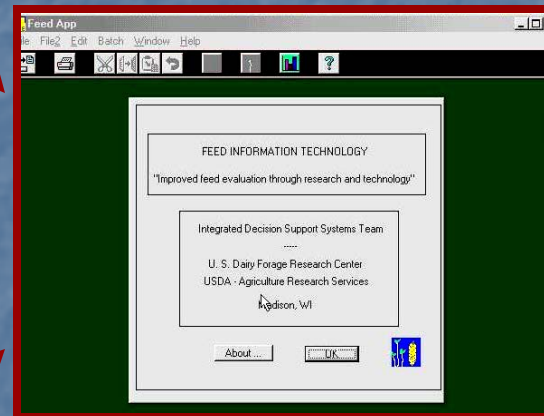 Feed App
File2 Edit Batch Window Help
FEED INFORMATION TECHNOLOGY
"Improved feed evaluation through research and technology"
Integrated Decision Support Systems Team
-----
U. S. Dairy Forage Research Center
USDA - Agriculture Research Services
Madison, WI
About ... OK